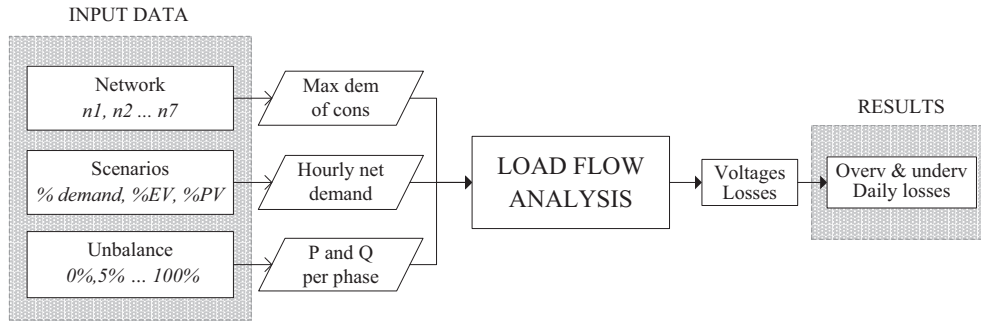 INPUT DATA
Network
n1, n2 ... n7
Max dem
of cons
Scenarios
% demand, %EV, %PV
Hourly net
demand
Unbalance
0%,5% ... 100%
P and Q
per phase
LOAD FLOW
ANALYSIS
Voltages
Losses
RESULTS
Overv & underv
Daily losses